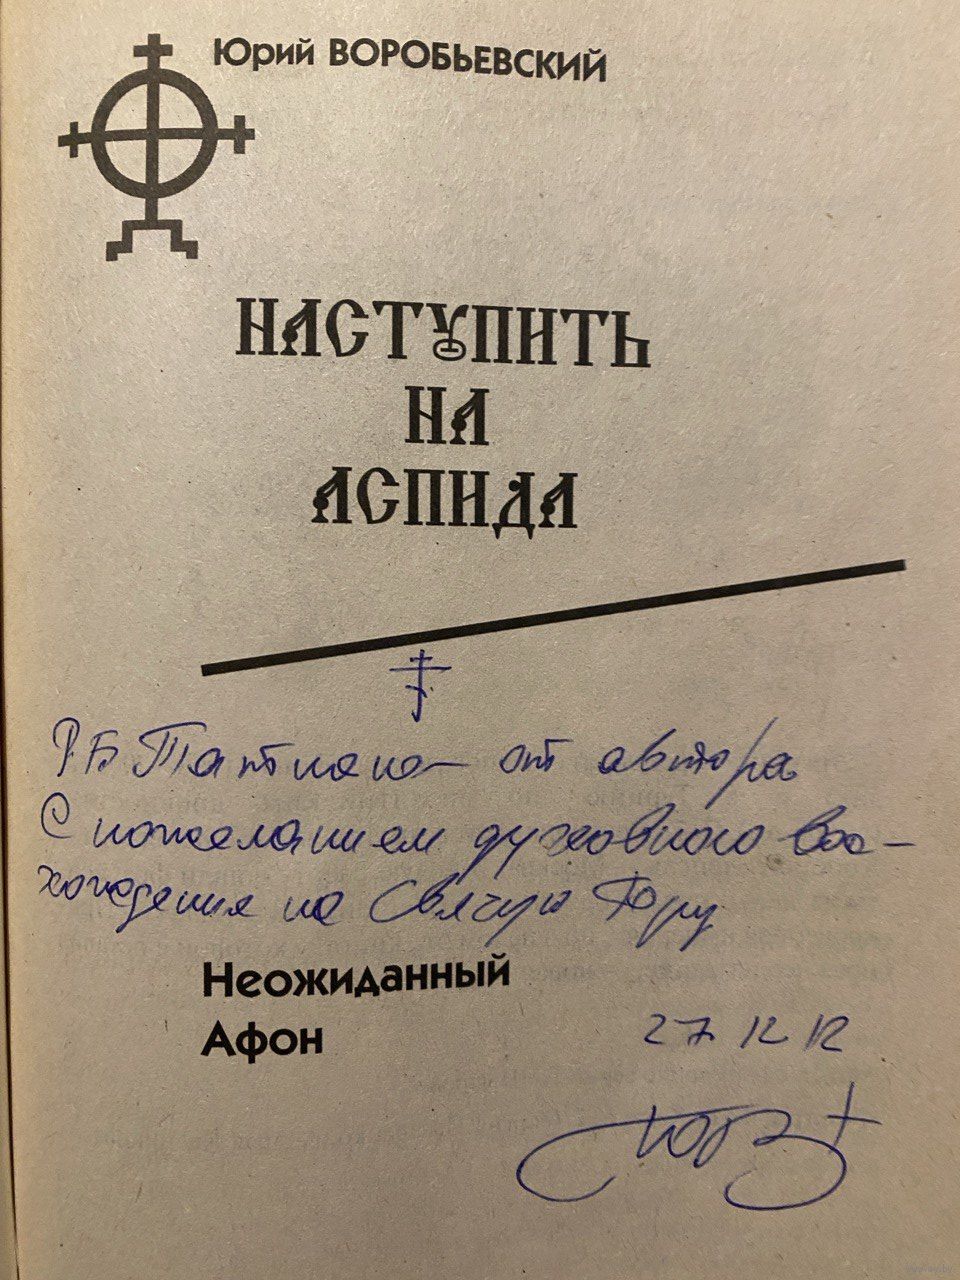 Юрий ВОРОБЬЕВСКИЙ
НАСТУПИТЬ
НА
АСПИДА
Р.Б. Татиане – от автора
С пожеланием духовного вос-
хождения на Святую Гору
Неожиданный
Афон
27 12 12